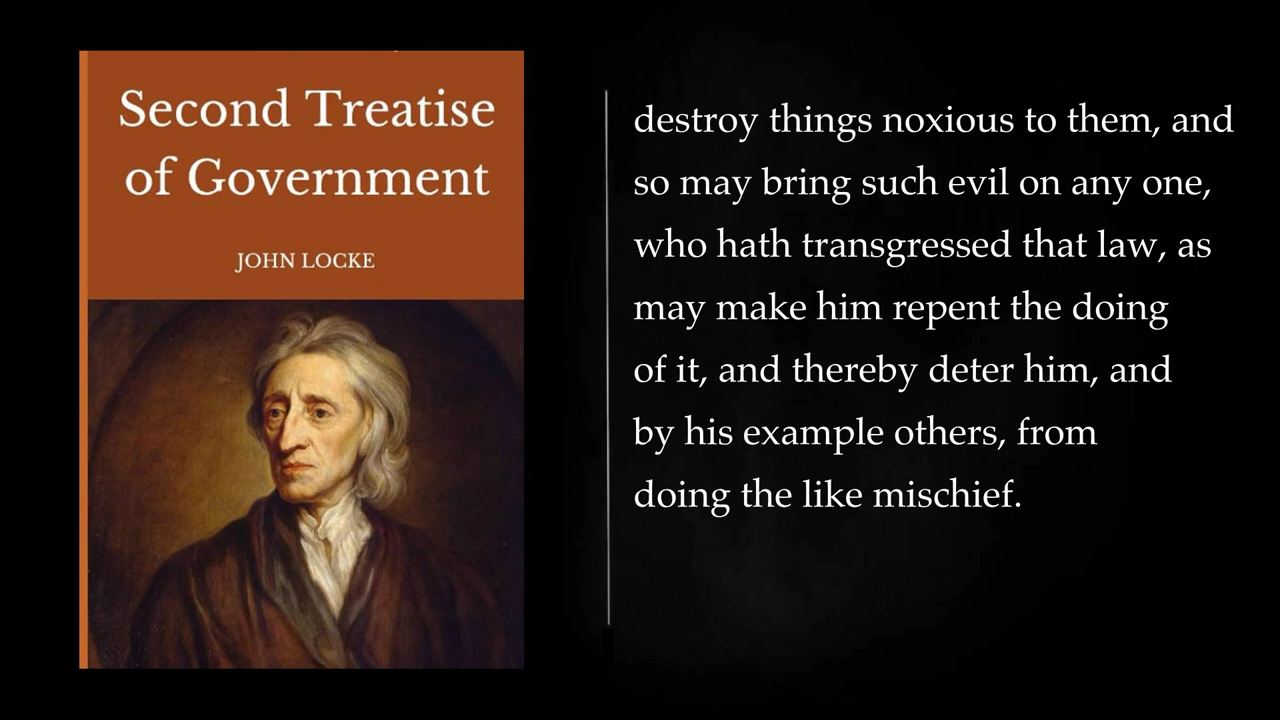 Second Treatise
of Government
JOHN LOCKE
destroy things noxious to them, and
so may bring such evil on any one,
who hath transgressed that law, as
may make him repent the doing
of it, and thereby deter him, and
by his example others, from
doing the like mischief.